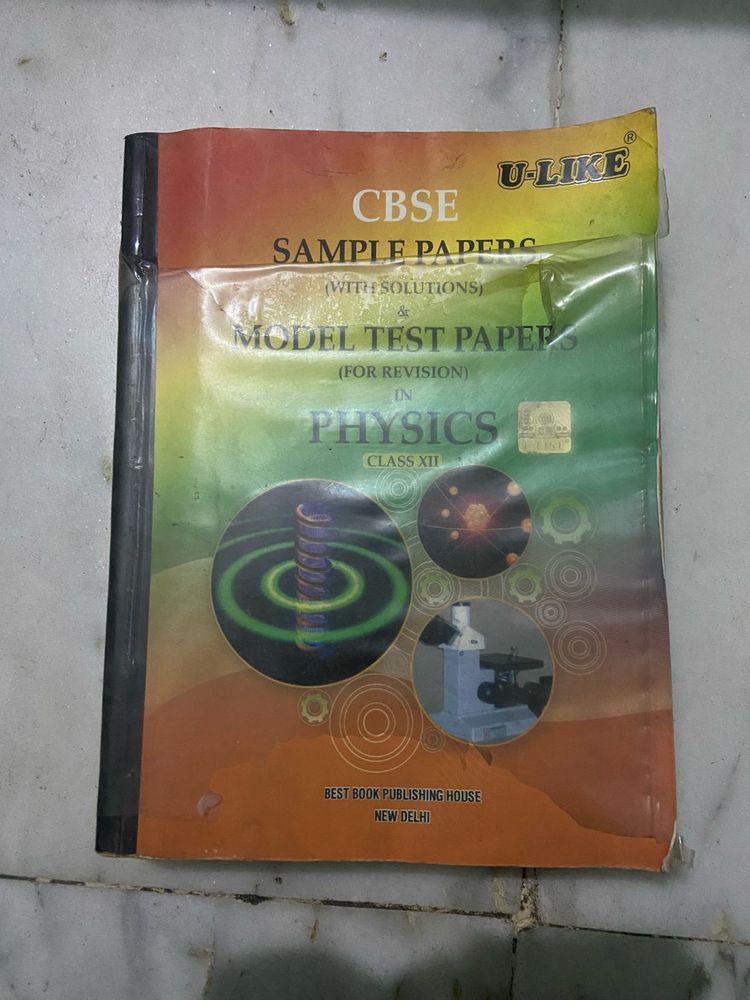 U-LIKE®
CBSE
SAMPLE PAPERS
(WITH SOLUTIONS)
&
MODEL TEST PAPERS
(FOR REVISION)
IN
PHYSICS
CLASS XII
U-LIKE
BEST BOOK PUBLISHING HOUSE
NEW DELHI